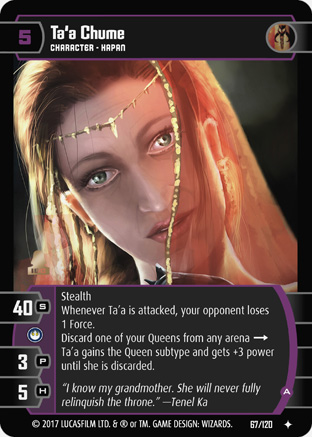 5
Ta'a Chume
CHARACTER - HAPAN
40 S
3 P
5 H
Stealth
Whenever Ta'a is attacked, your opponent loses
1 Force.
Discard one of your Queens from any arena →
Ta'a gains the Queen subtype and gets +3 power
until she is discarded.
"I know my grandmother. She will never fully
relinquish the throne." —Tenel Ka
A
© 2017 LUCASFILM LTD. & ® or TM. GAME DESIGN: WIZARDS.
67/120